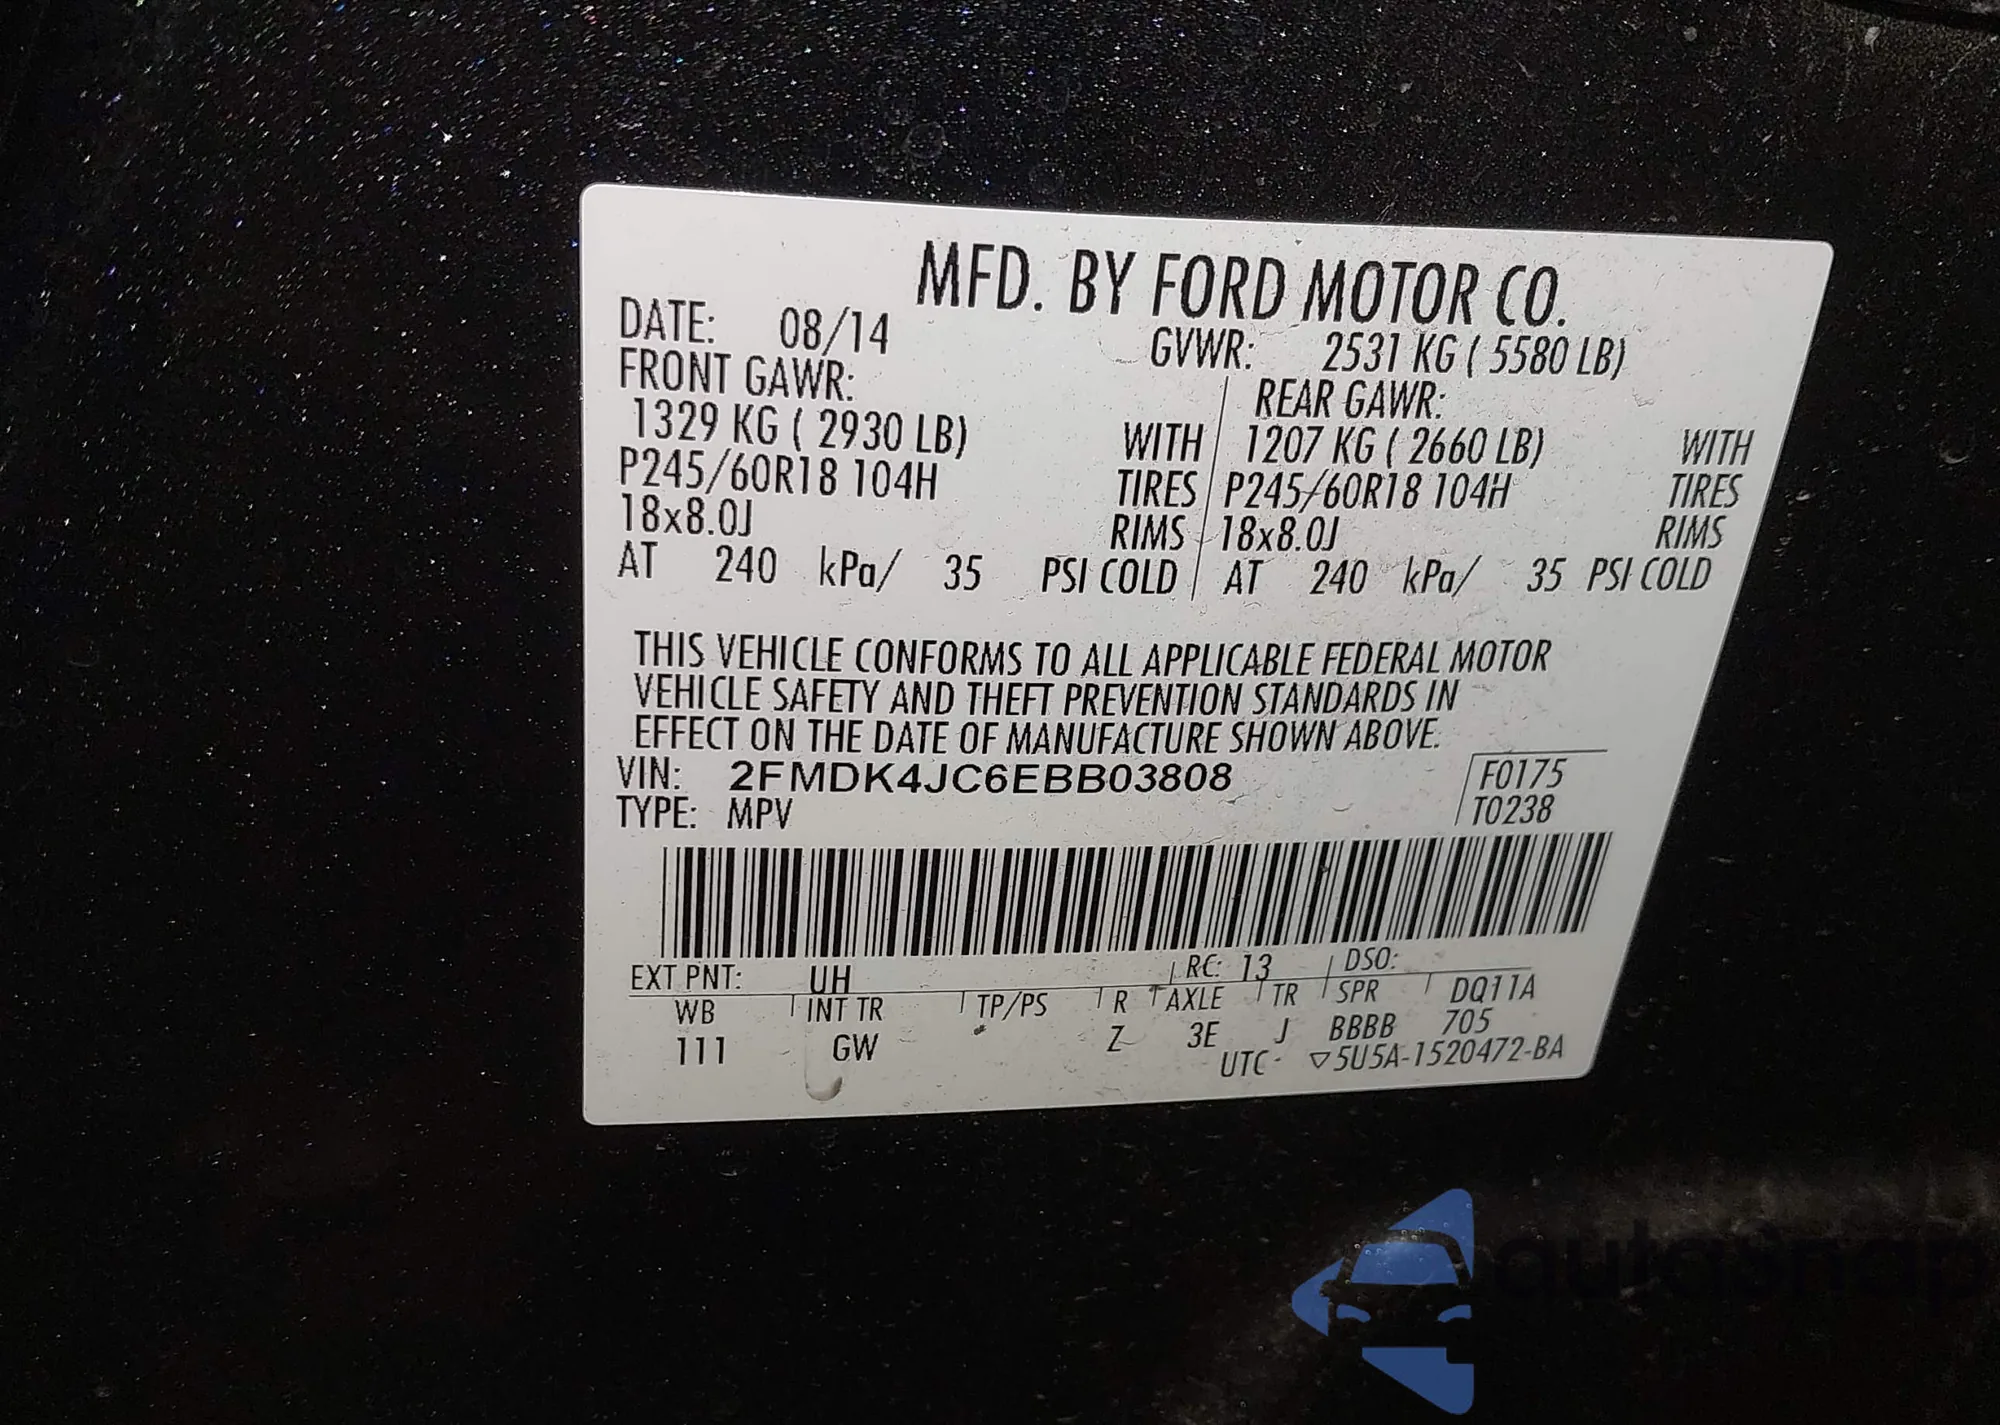 MFD. BY FORD MOTOR CO.
DATE: 08/14 GVWR: 2531 KG ( 5580 LB)
FRONT GAWR: REAR GAWR:
1329 KG ( 2930 LB) WITH 1207 KG ( 2660 LB) WITH
P245/60R18 104H TIRES P245/60R18 104H TIRES
18x8.0J RIMS 18x8.0J RIMS
AT 240 kPa/ 35 PSI COLD AT 240 kPa/ 35 PSI COLD
THIS VEHICLE CONFORMS TO ALL APPLICABLE FEDERAL MOTOR
VEHICLE SAFETY AND THEFT PREVENTION STANDARDS IN
EFFECT ON THE DATE OF MANUFACTURE SHOWN ABOVE.
VIN: 2FMDK4JC6EBB03808 F0175
TYPE: MPV T0238
EXT PNT: UH RC: 13 DSO:
WB INT TR TP/PS R AXLE TR SPR DQ11A
111 GW Z 3E J BBBB 705
UTC ▽5U5A-1520472-BA
autosnap